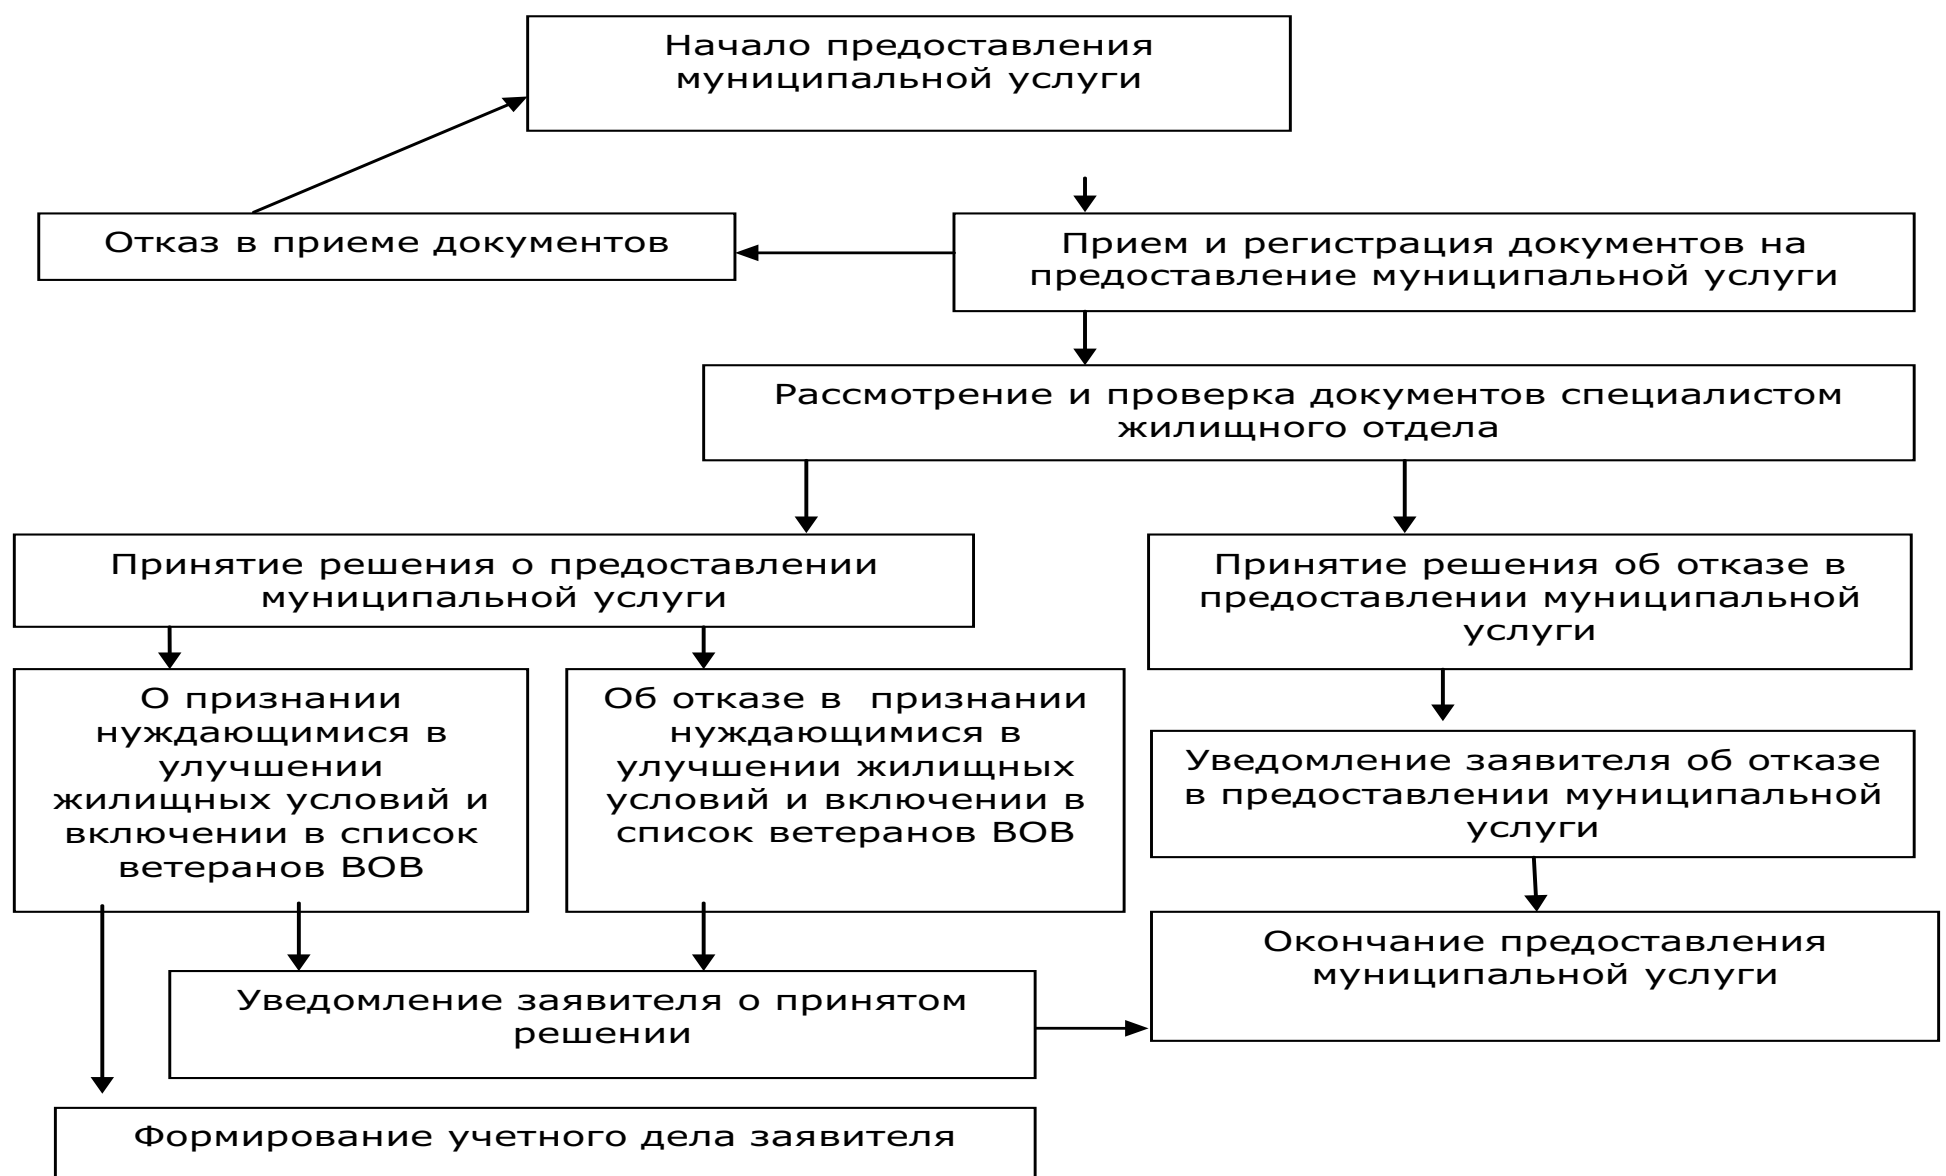 Начало предоставления
муниципальной услуги
Отказ в приеме документов
Прием и регистрация документов на
предоставление муниципальной услуги
Рассмотрение и проверка документов специалистом
жилищного отдела
Принятие решения о предоставлении
муниципальной услуги
Принятие решения об отказе в
предоставлении муниципальной
услуги
О признании
нуждающимися в
улучшении
жилищных условий и
включении в список
ветеранов ВОВ
Об отказе в  признании
нуждающимися в
улучшении жилищных
условий и включении в
список ветеранов ВОВ
Уведомление заявителя об отказе
в предоставлении муниципальной
услуги
Окончание предоставления
муниципальной услуги
Уведомление заявителя о принятом
решении
Формирование учетного дела заявителя